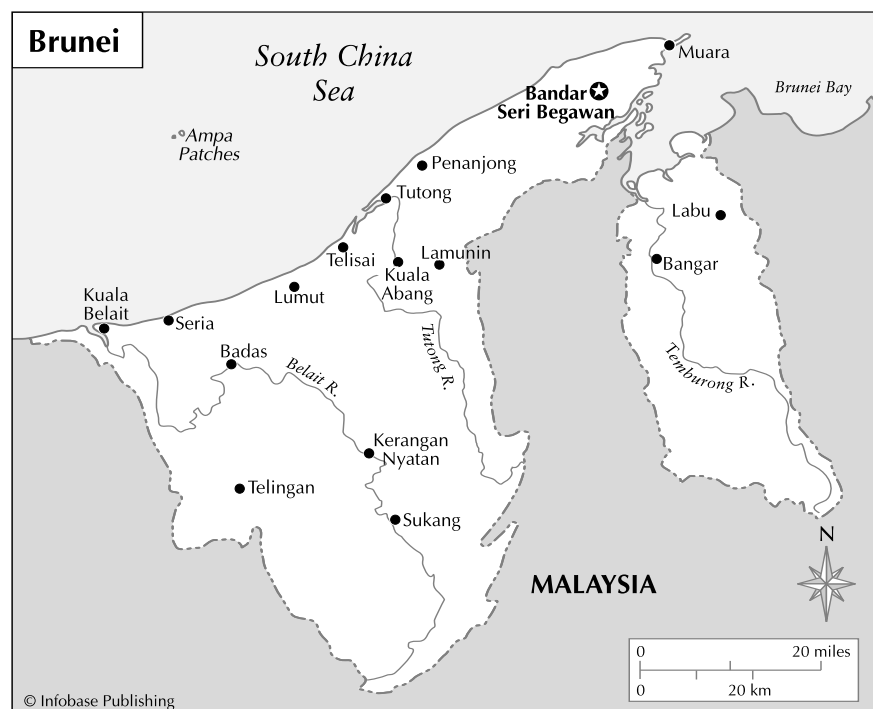 Brunei
South China
Sea
Muara
Bandar
Seri Begawan
Brunei Bay
Ampa
Patches
Penanjong
Tutong
Labu
Telisai
Lamunin
Kuala
Abang
Bangar
Lumut
Kuala
Belait
Seria
Badas
Belait R.
Tutong R.
Temburong R.
Kerangan
Nyatan
Telingan
Sukang
N
MALAYSIA
0 20 miles
0 20 km
© Infobase Publishing